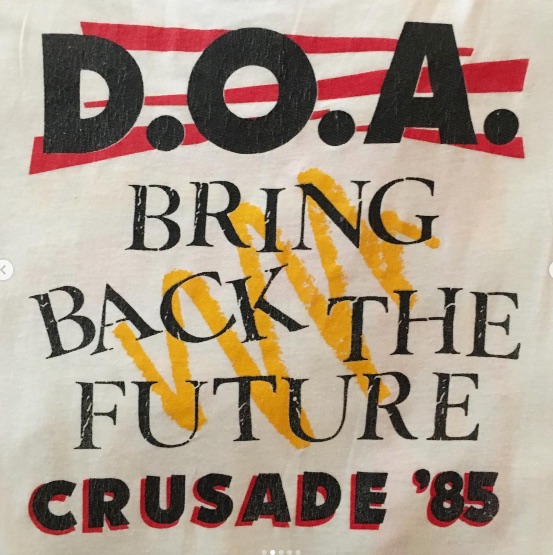 D.O.A.
BRING
BACK THE
FUTURE
CRUSADE '85